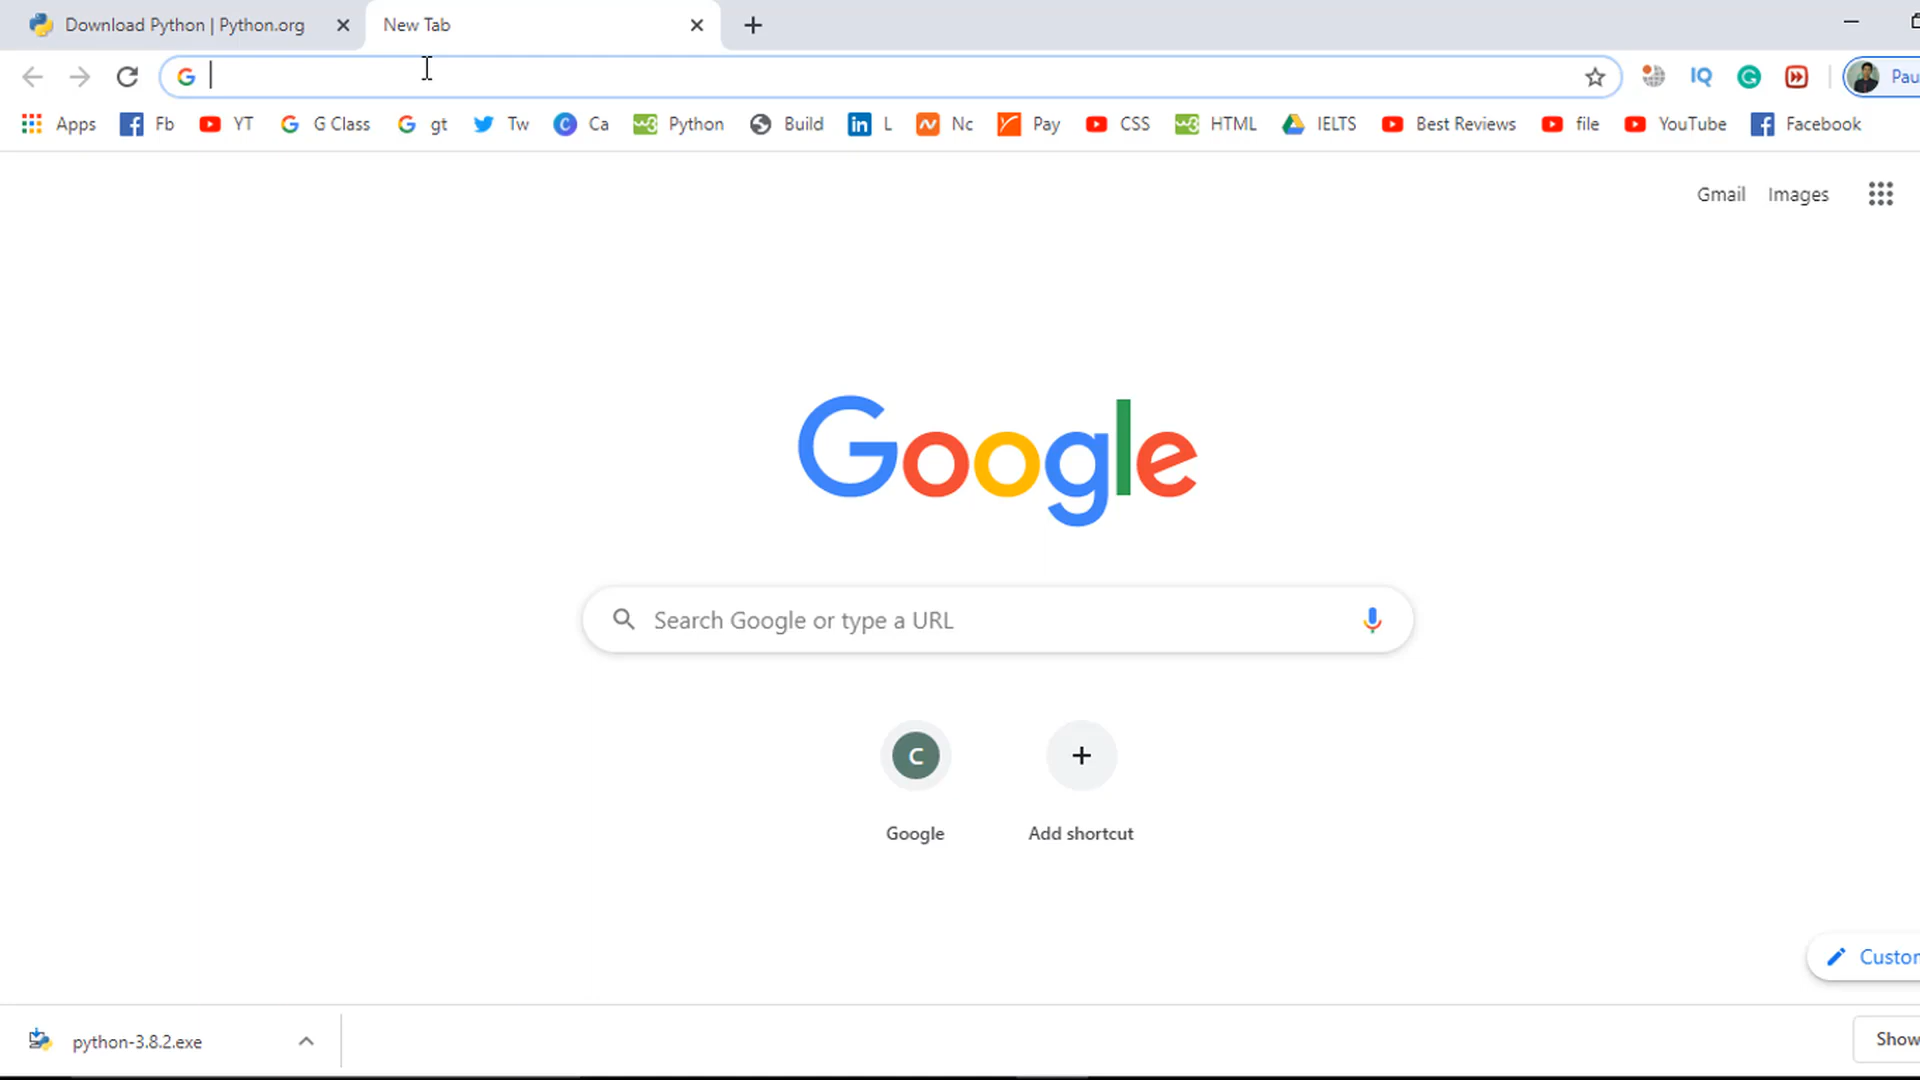 Download Python | Python.org New Tab
Pau
Apps Fb YT G Class gt Tw Ca Python Build L Nc Pay CSS HTML IELTS Best Reviews file YouTube Facebook
Gmail Images
Google
Search Google or type a URL
C
Google Add shortcut
Custom
python-3.8.2.exe
Show